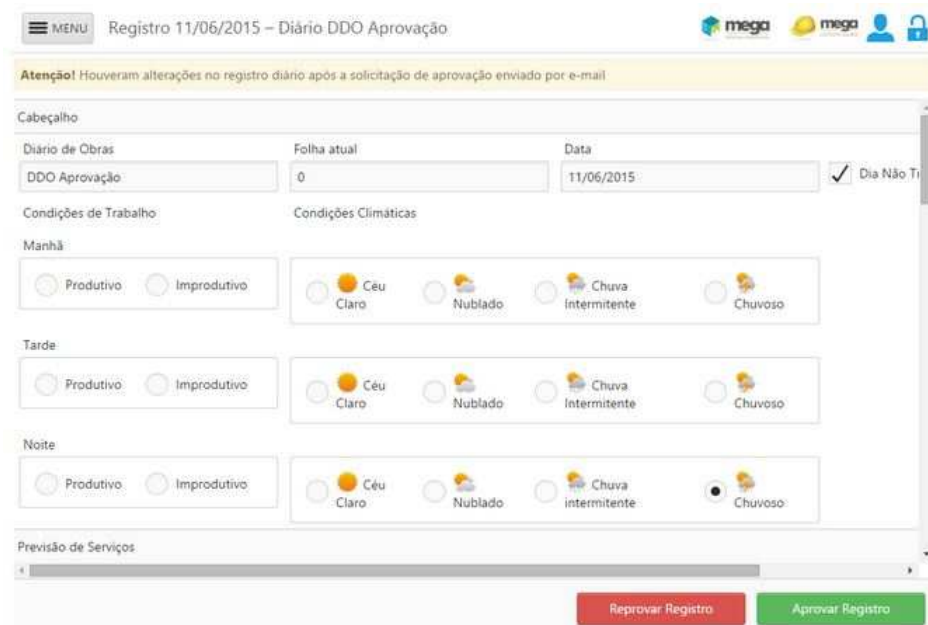 MENU Registro 11/06/2015 – Diário DDO Aprovação mega mega
Atenção! Houveram alterações no registro diário após a solicitação de aprovação enviado por e-mail
Cabeçalho
Diário de Obras Folha atual Data
DDO Aprovação 0 11/06/2015 Dia Não Ti
Condições de Trabalho Condições Climáticas
Manhã
Produtivo Improdutivo Céu Claro Nublado Chuva Intermitente Chuvoso
Tarde
Produtivo Improdutivo Céu Claro Nublado Chuva Intermitente Chuvoso
Noite
Produtivo Improdutivo Céu Claro Nublado Chuva intermitente Chuvoso
Previsão de Serviços
Reprovar Registro Aprovar Registro